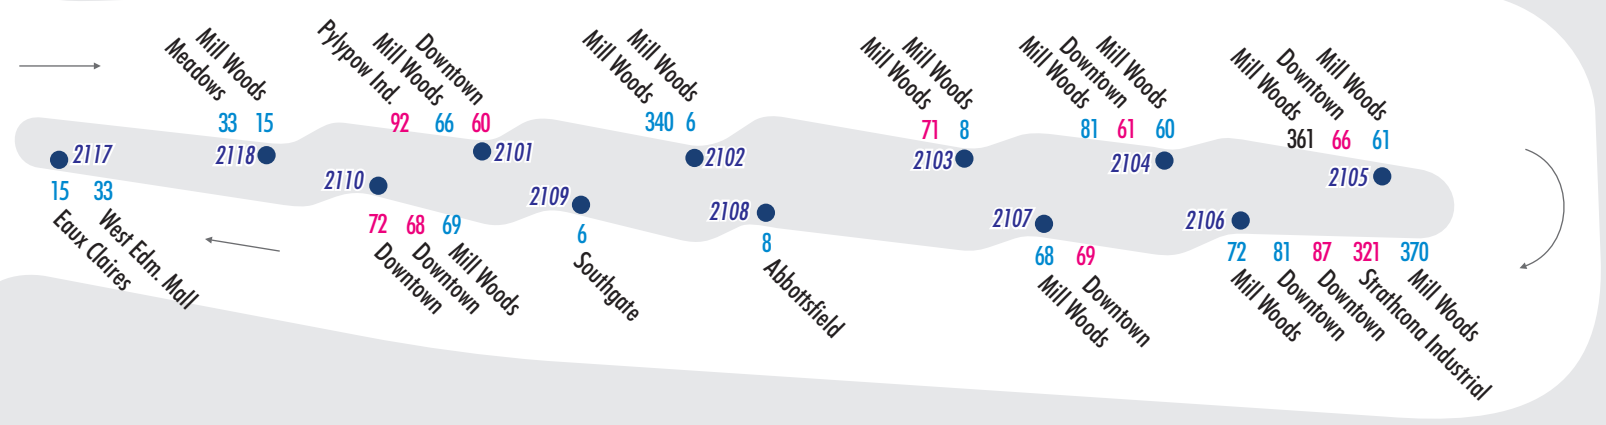 Meadows
Mill Woods
33 15
2117
2118
15 33
Eaux Claires
West Edm. Mall
Pylypow Ind.
Mill Woods
Downtown
92 66 60
2101
2110
72 68 69
Downtown
Downtown
Mill Woods
Mill Woods
Mill Woods
340 6
2102
2109
6
Southgate
2108
8
Abbottsfield
Mill Woods
Mill Woods
71 8
2103
Mill Woods
Downtown
Mill Woods
81 61 60
2104
2107
68 69
Mill Woods
Downtown
Mill Woods
Downtown
Mill Woods
361 66 61
2105
2106
72 81 87 321 370
Mill Woods
Downtown
Downtown
Strathcona Industrial
Mill Woods